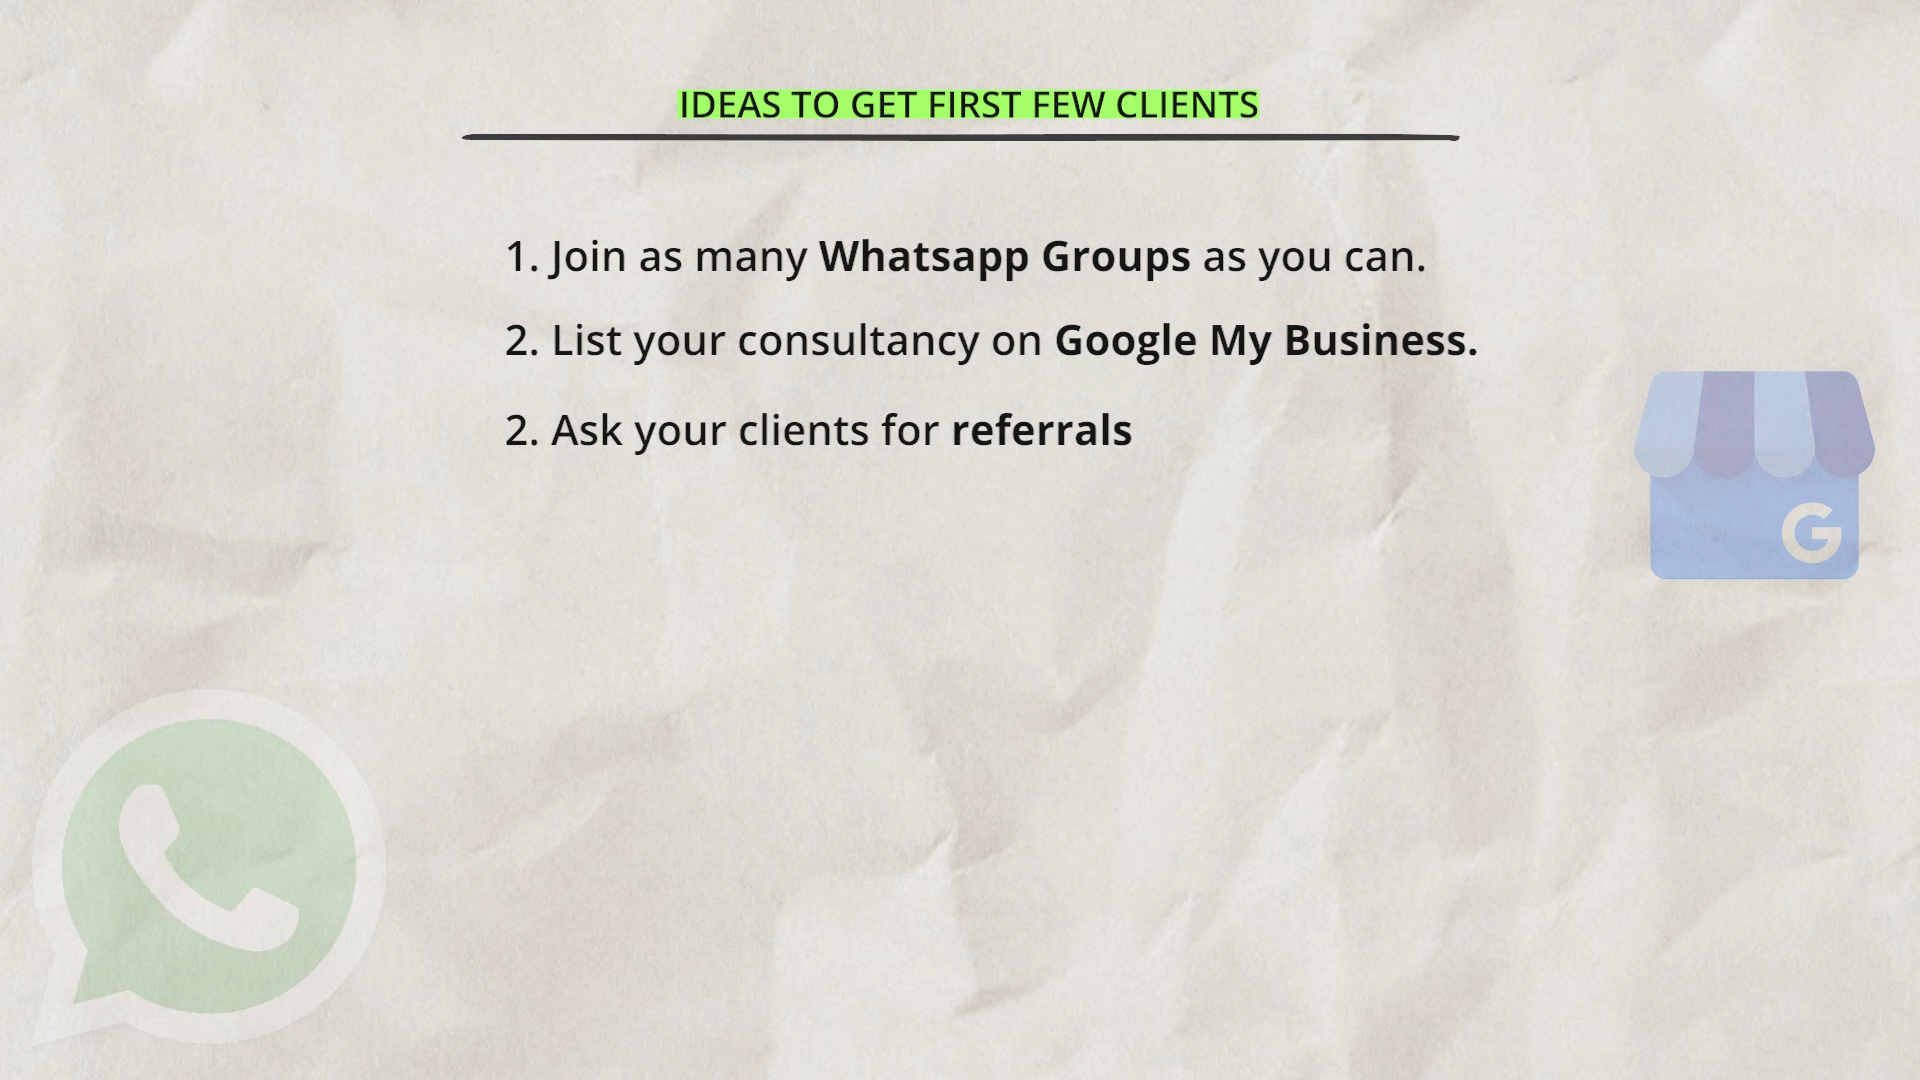 IDEAS TO GET FIRST FEW CLIENTS
1. Join as many Whatsapp Groups as you can.
2. List your consultancy on Google My Business.
2. Ask your clients for referrals
G